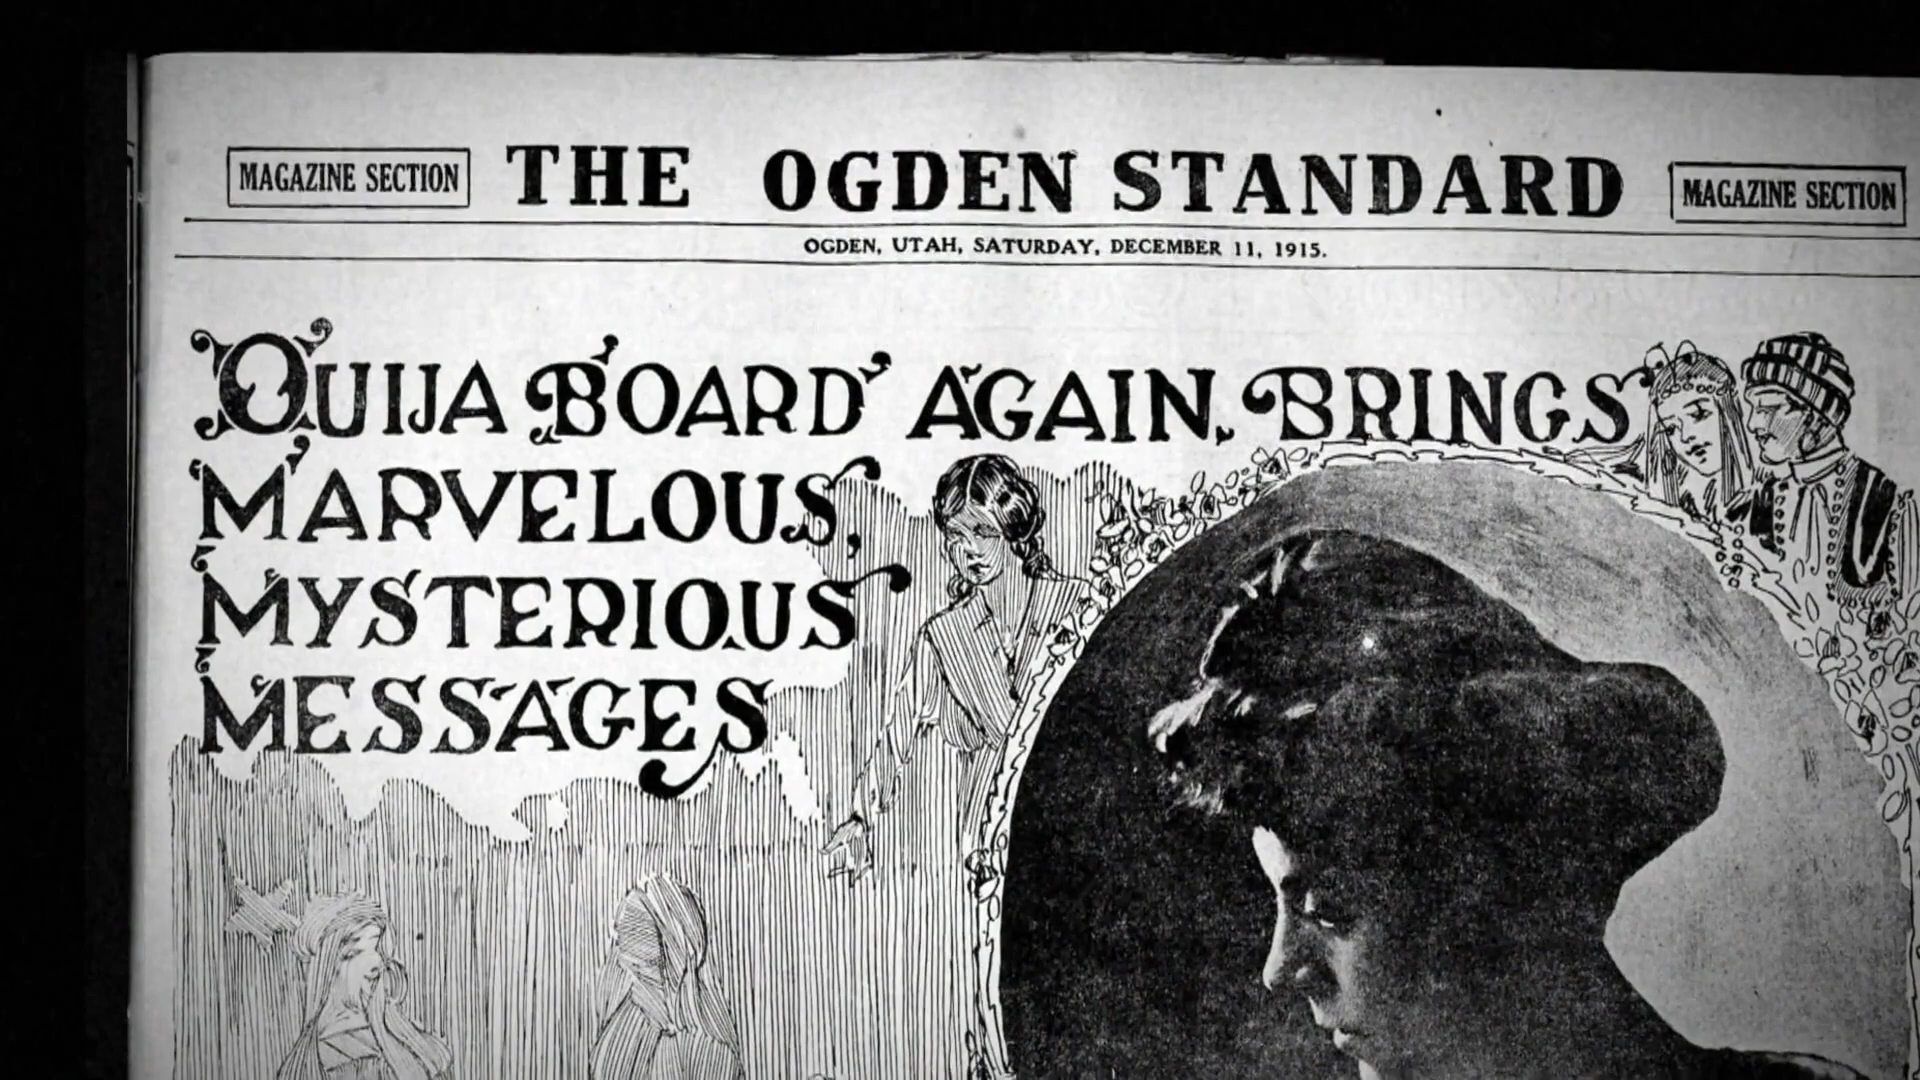 MAGAZINE SECTION THE OGDEN STANDARD MAGAZINE SECTION
OGDEN, UTAH, SATURDAY, DECEMBER 11, 1915.
'OUIJA BOARD' AGAIN, BRINGS
MARVELOUS,
MYSTERIOUS
MESSAGES